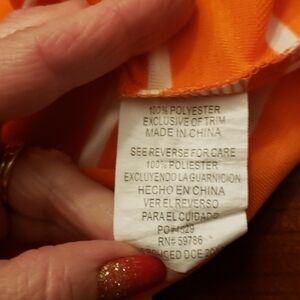 100% POLYESTER
EXCLUSIVE OF TRIM
MADE IN CHINA
SEE REVERSE FOR CARE
100% POLIESTER
EXCLUYENDO LA GUARNICION
HECHO EN CHINA
VER EL REVERSO
PARA EL CUIDADO
RN# 59786
DCE